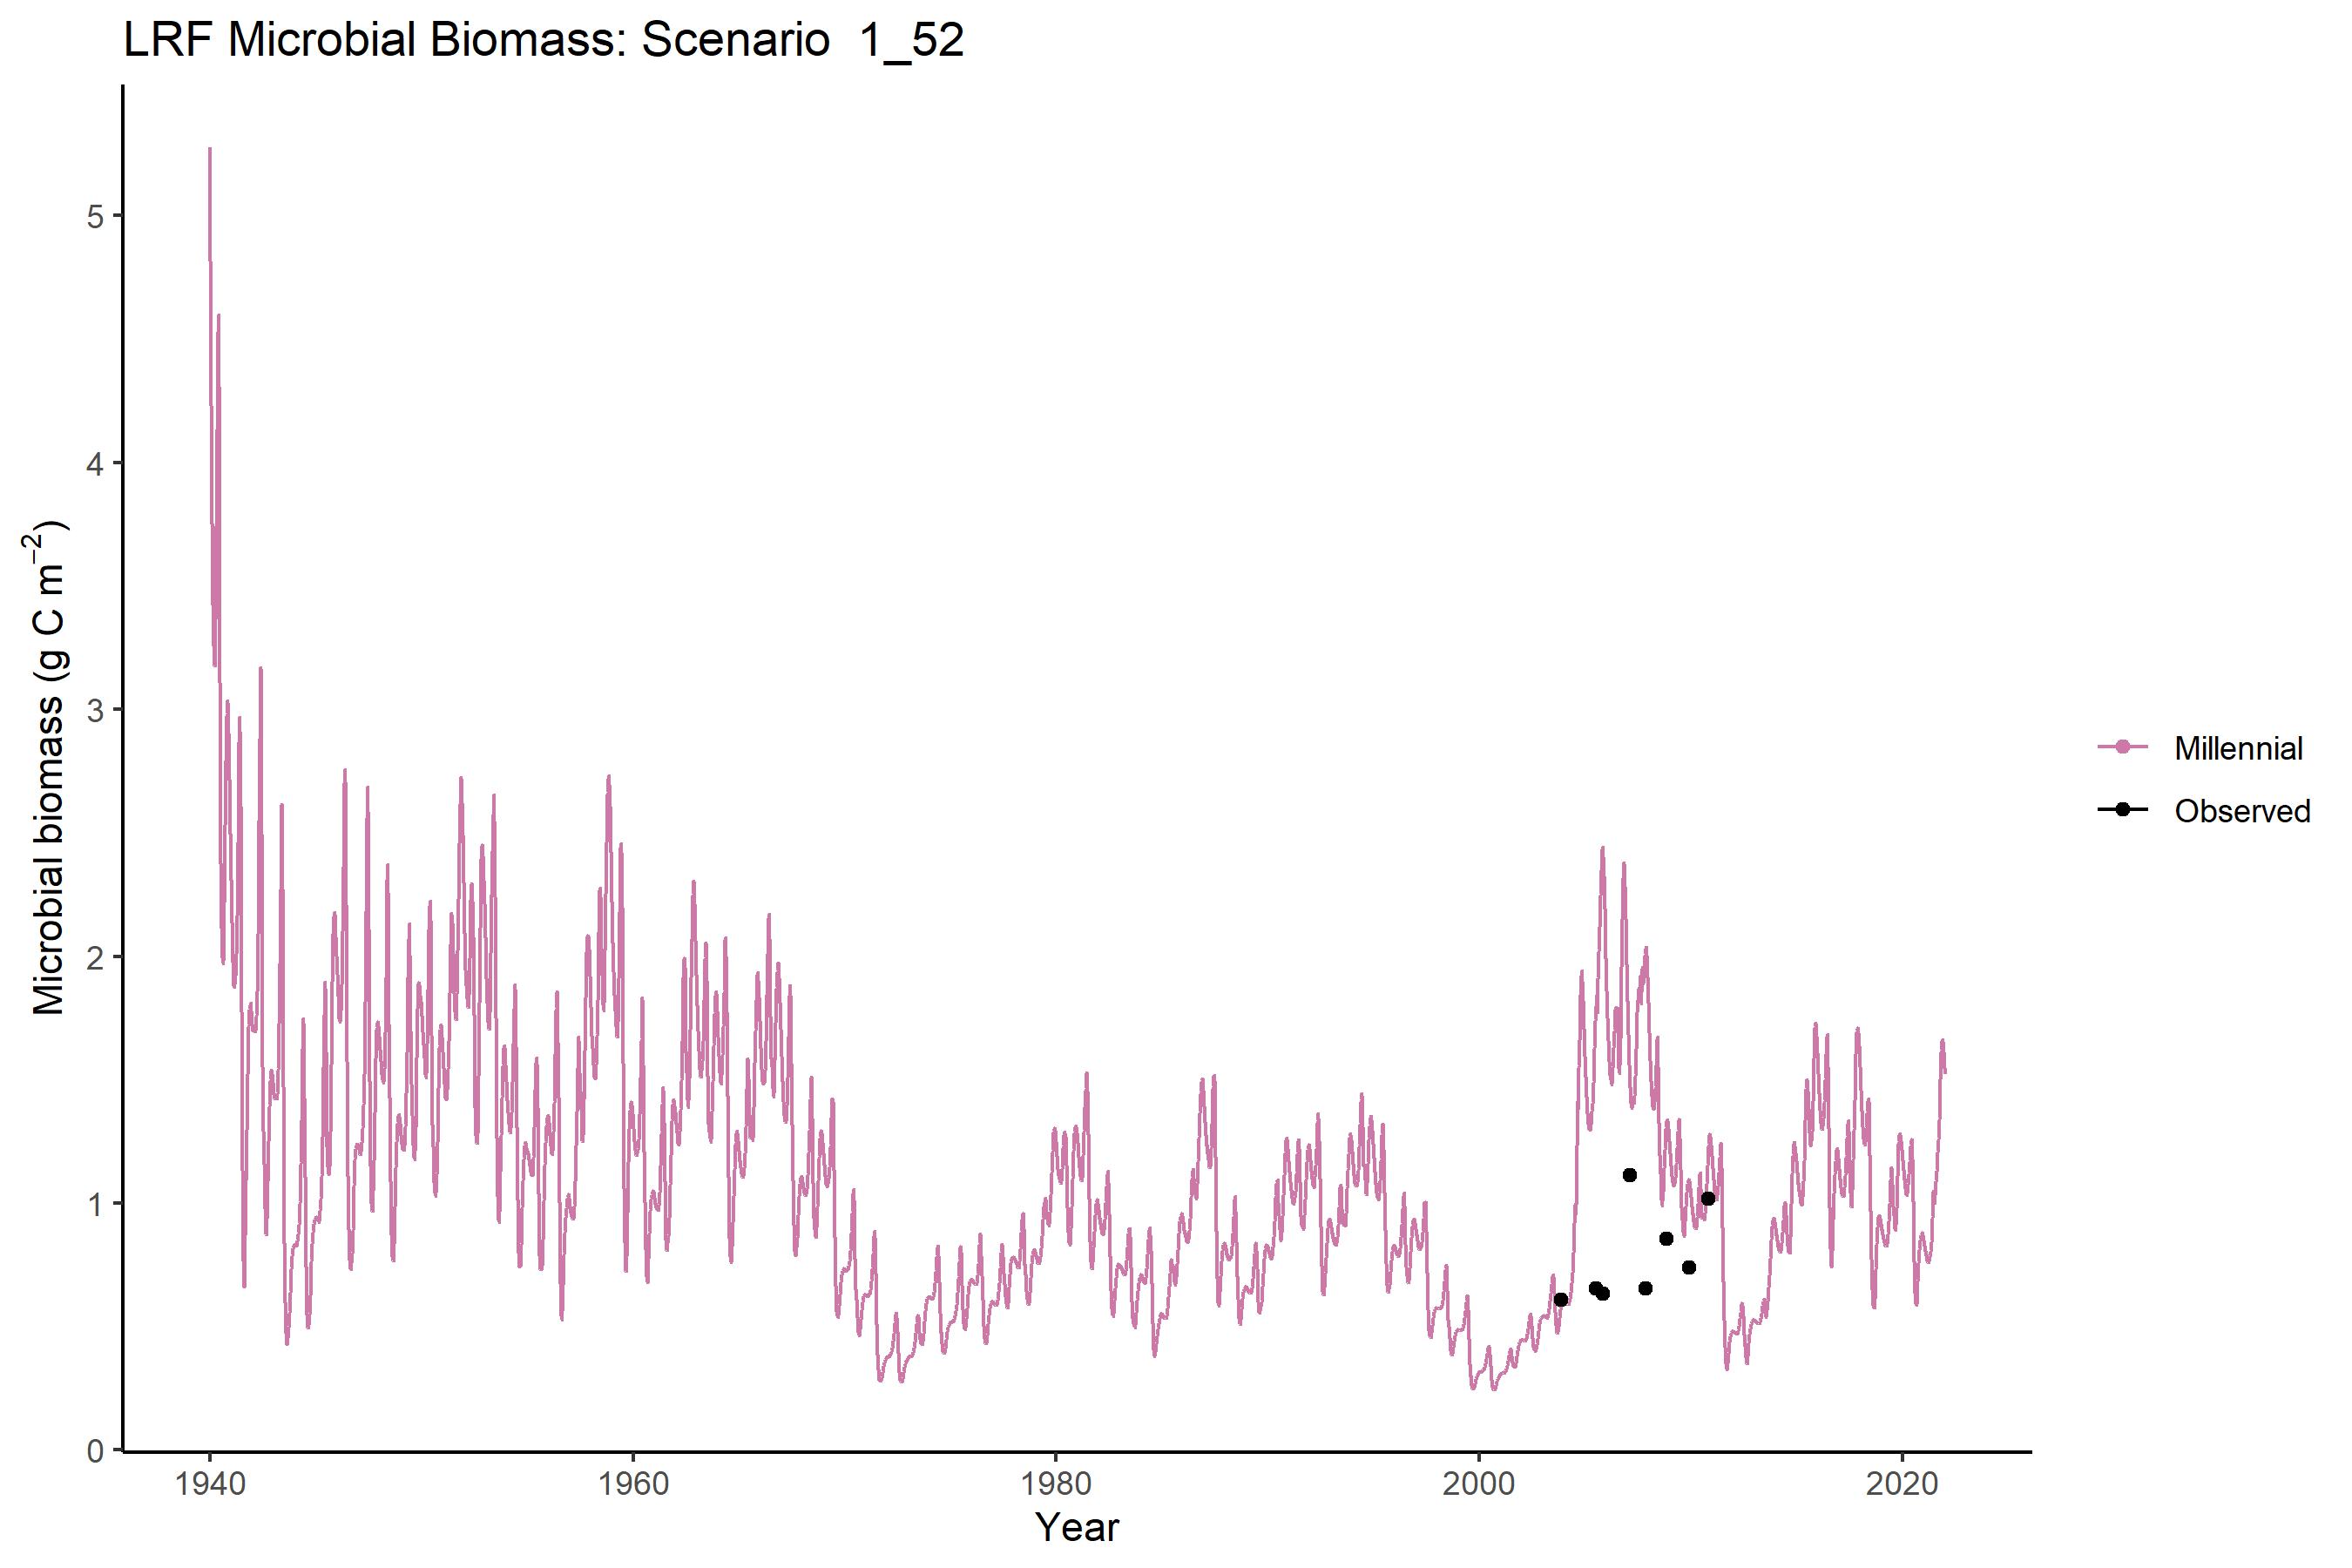 LRF Microbial Biomass: Scenario  1_52
Microbial biomass (g C m⁻²)
5
4
3
2
1
0
1940 1960 1980 2000 2020
Year
Millennial
Observed